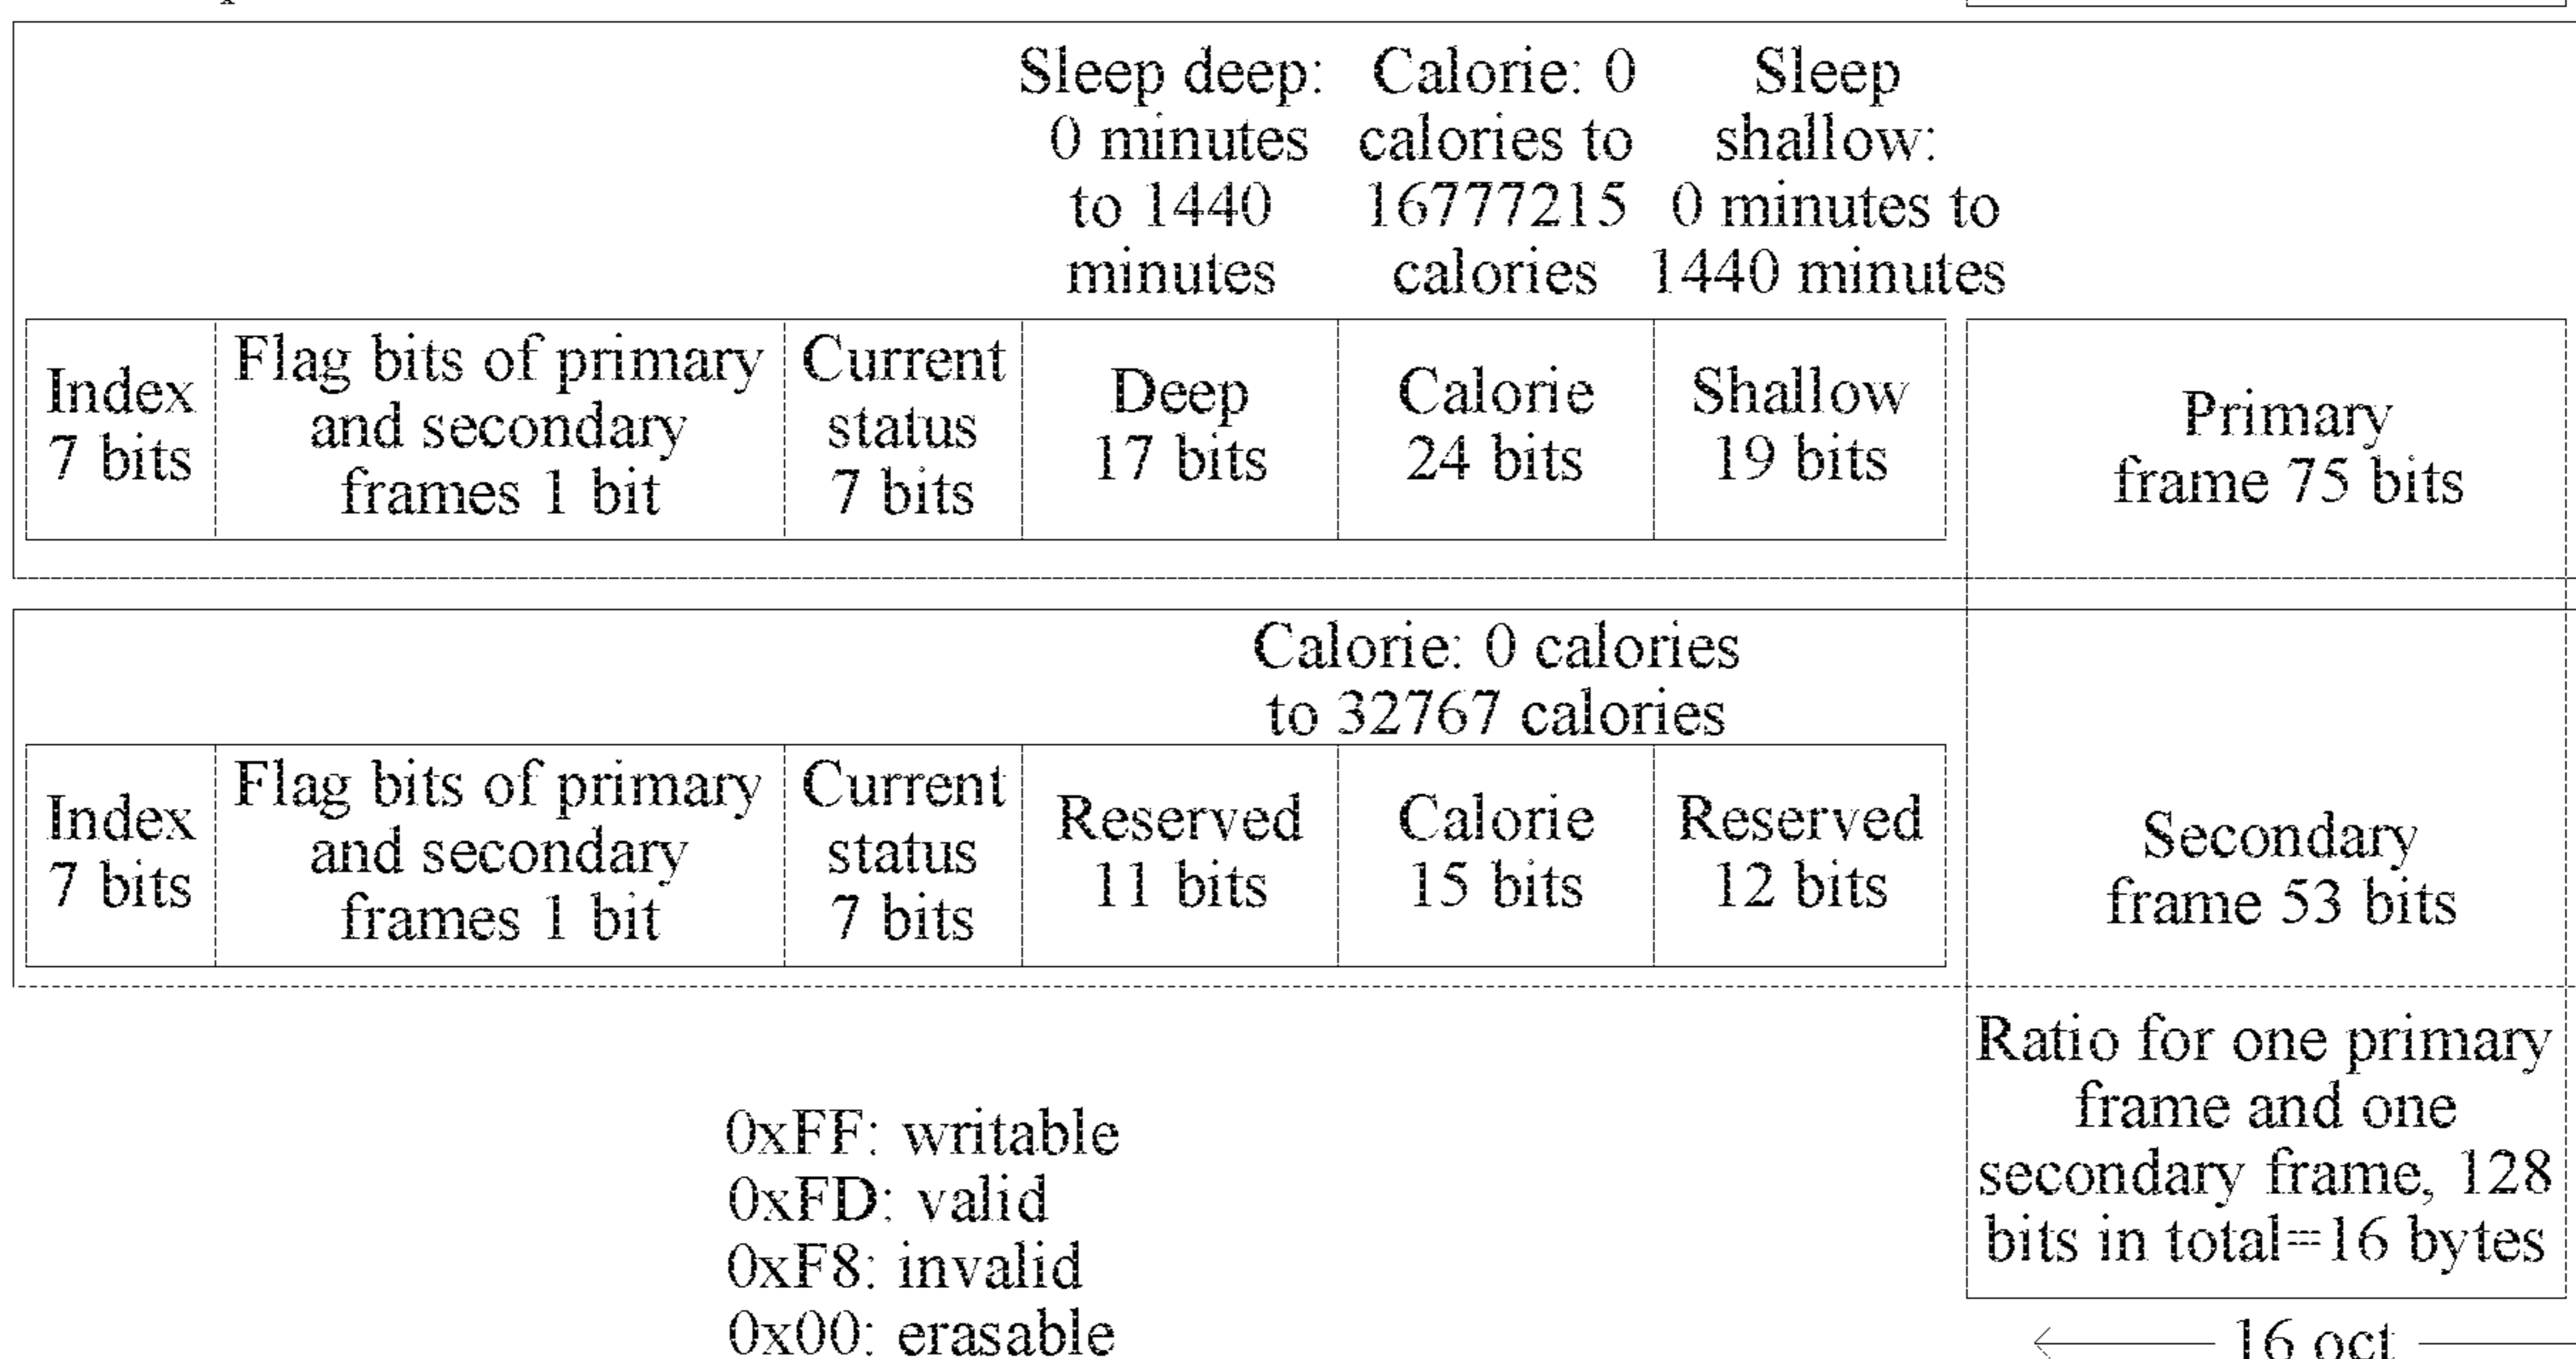 Sleep deep:
0 minutes
to 1440
minutes
Calorie: 0
calories to
16777215
calories
Sleep
shallow:
0 minutes to
1440 minutes
Index
7 bits
Flag bits of primary
and secondary
frames 1 bit
Current
status
7 bits
Deep
17 bits
Calorie
24 bits
Shallow
19 bits
Primary
frame 75 bits
Calorie: 0 calories
to 32767 calories
Index
7 bits
Flag bits of primary
and secondary
frames 1 bit
Current
status
7 bits
Reserved
11 bits
Calorie
15 bits
Reserved
12 bits
Secondary
frame 53 bits
Ratio for one primary
frame and one
secondary frame, 128
bits in total=16 bytes
0xFF: writable
0xFD: valid
0xF8: invalid
0x00: erasable
16 oct